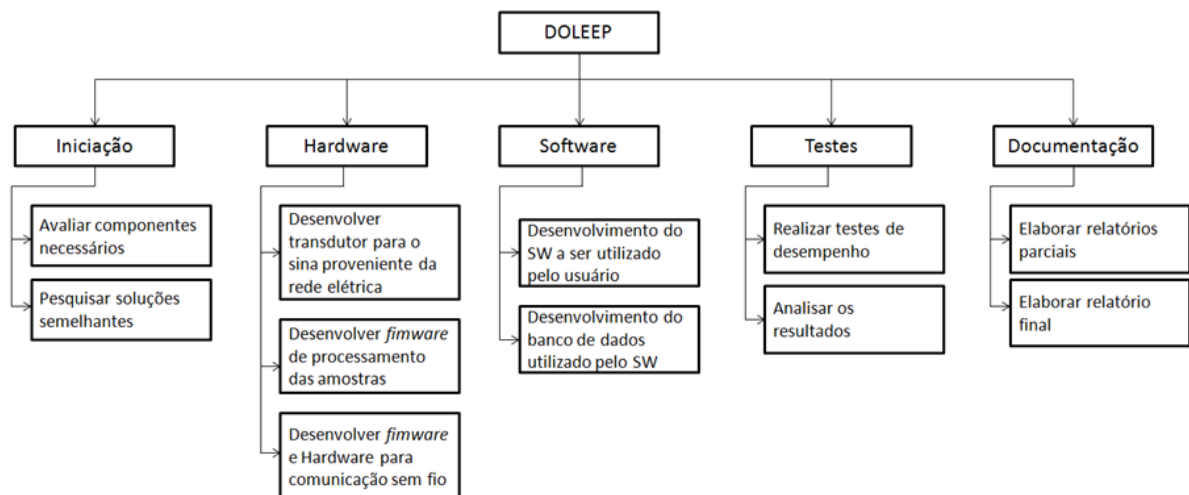 DOLEEP
Iniciação
Avaliar componentes
necessários
Pesquisar soluções
semelhantes
Hardware
Desenvolver
transdutor para o
sina proveniente da
rede elétrica
Desenvolver fimware
de processamento
das amostras
Desenvolver fimware
e Hardware para
comunicação sem fio
Software
Desenvolvimento do
SW a ser utilizado
pelo usuário
Desenvolvimento do
banco de dados
utilizado pelo SW
Testes
Realizar testes de
desempenho
Analisar os
resultados
Documentação
Elaborar relatórios
parciais
Elaborar relatório
final